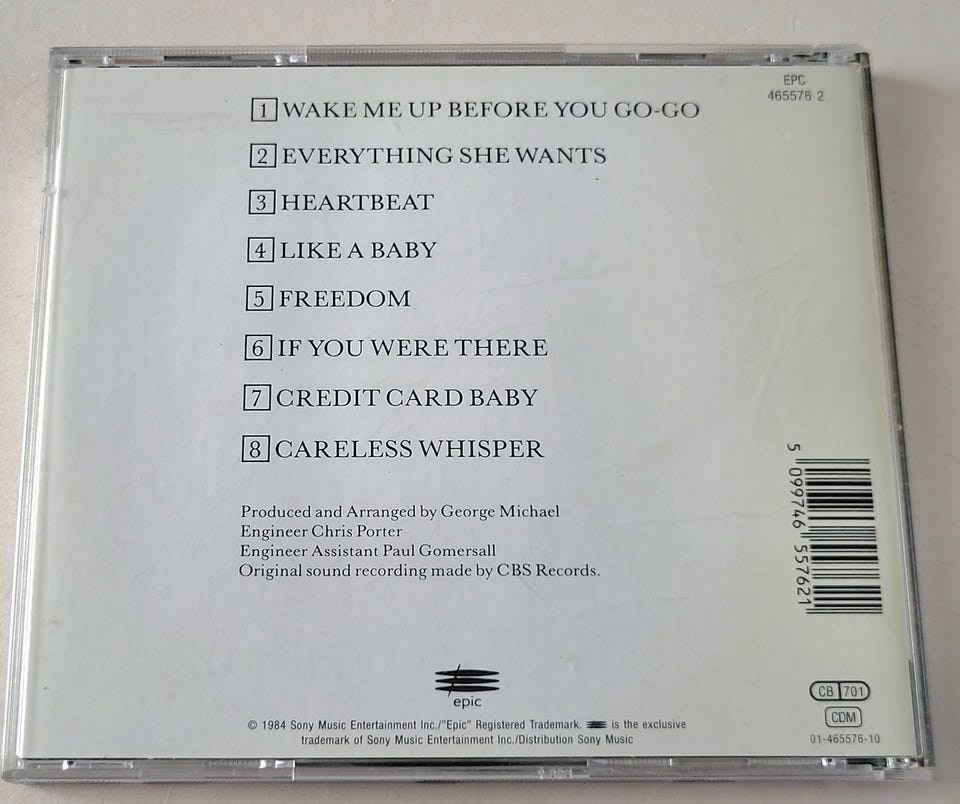 EPC
465576 2
1 WAKE ME UP BEFORE YOU GO-GO
2 EVERYTHING SHE WANTS
3 HEARTBEAT
4 LIKE A BABY
5 FREEDOM
6 IF YOU WERE THERE
7 CREDIT CARD BABY
8 CARELESS WHISPER
Produced and Arranged by George Michael
Engineer Chris Porter
Engineer Assistant Paul Gomersall
Original sound recording made by CBS Records.
5 099746 557621
epic
CB 701
CDM
01-465576-10
© 1984 Sony Music Entertainment Inc./"Epic" Registered Trademark. is the exclusive
trademark of Sony Music Entertainment Inc./Distribution Sony Music